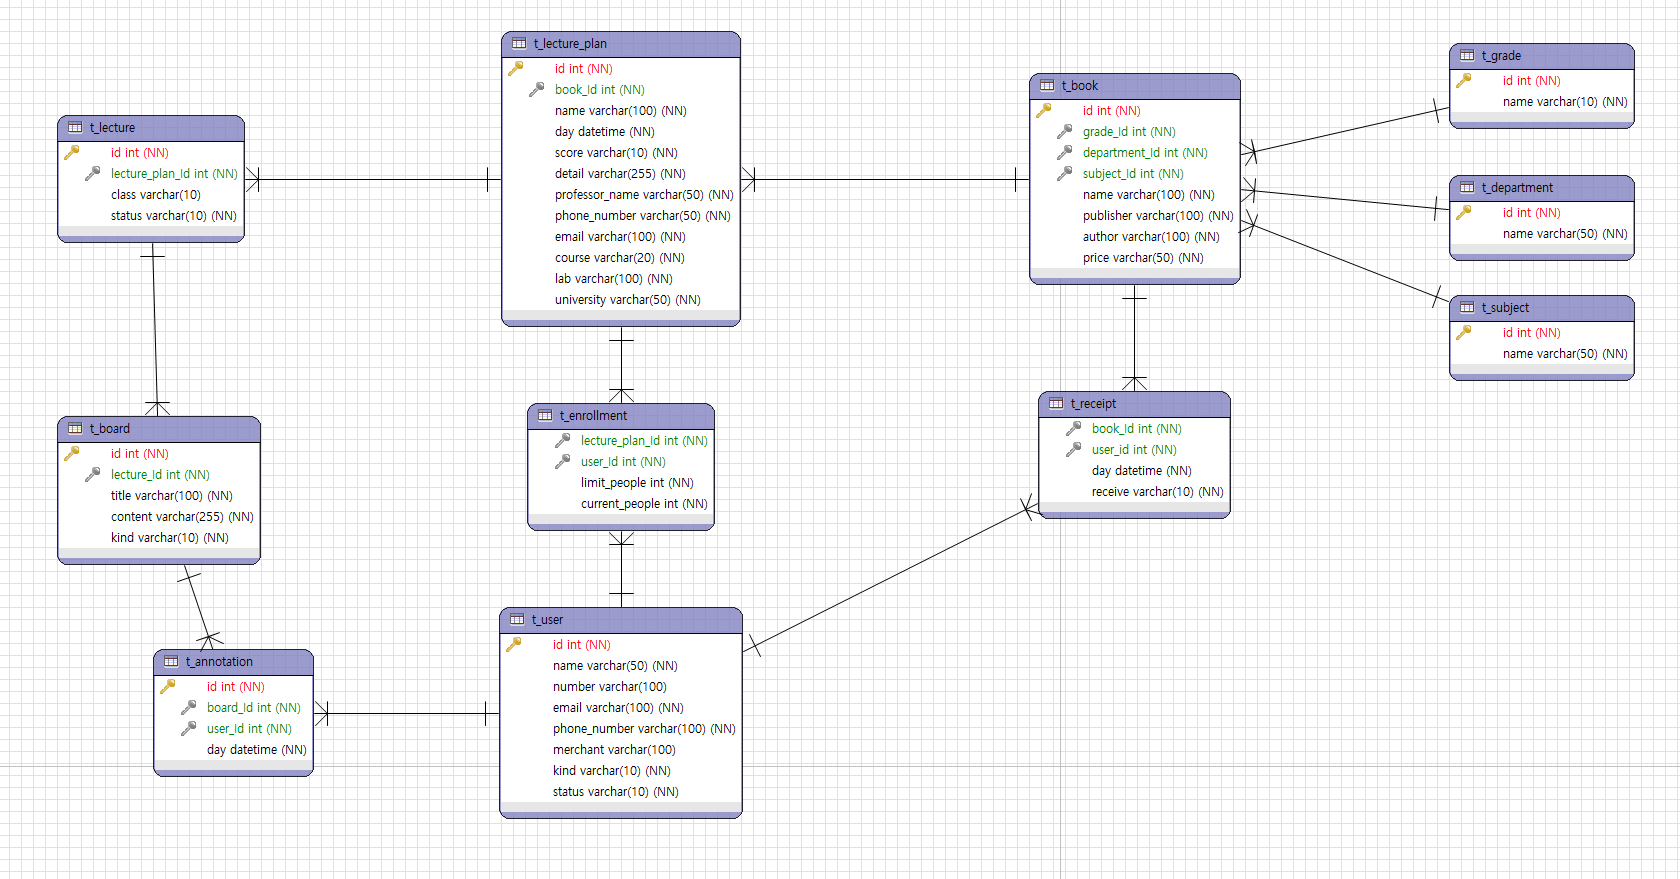 t_lecture_plan
id int (NN)
book_Id int (NN)
name varchar(100) (NN)
day datetime (NN)
score varchar(10) (NN)
detail varchar(255) (NN)
professor_name varchar(50) (NN)
phone_number varchar(50) (NN)
email varchar(100) (NN)
course varchar(20) (NN)
lab varchar(100) (NN)
university varchar(50) (NN)
t_grade
id int (NN)
name varchar(10) (NN)
t_book
id int (NN)
grade_Id int (NN)
department_Id int (NN)
subject_Id int (NN)
name varchar(100) (NN)
publisher varchar(100) (NN)
author varchar(100) (NN)
price varchar(50) (NN)
t_lecture
id int (NN)
lecture_plan_Id int (NN)
class varchar(10)
status varchar(10) (NN)
t_department
id int (NN)
name varchar(50) (NN)
t_subject
id int (NN)
name varchar(50) (NN)
t_receipt
book_Id int (NN)
user_id int (NN)
day datetime (NN)
receive varchar(10) (NN)
t_enrollment
lecture_plan_Id int (NN)
user_Id int (NN)
limit_people int (NN)
current_people int (NN)
t_board
id int (NN)
lecture_Id int (NN)
title varchar(100) (NN)
content varchar(255) (NN)
kind varchar(10) (NN)
t_user
id int (NN)
name varchar(50) (NN)
number varchar(100)
email varchar(100) (NN)
phone_number varchar(100) (NN)
merchant varchar(100)
kind varchar(10) (NN)
status varchar(10) (NN)
t_annotation
id int (NN)
board_Id int (NN)
user_Id int (NN)
day datetime (NN)